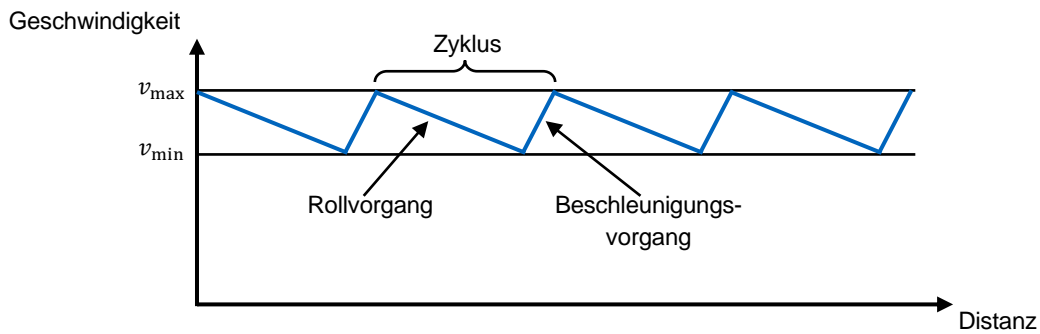 Geschwindigkeit
Zyklus
v_max
v_min
Rollvorgang
Beschleunigungs-
vorgang
Distanz